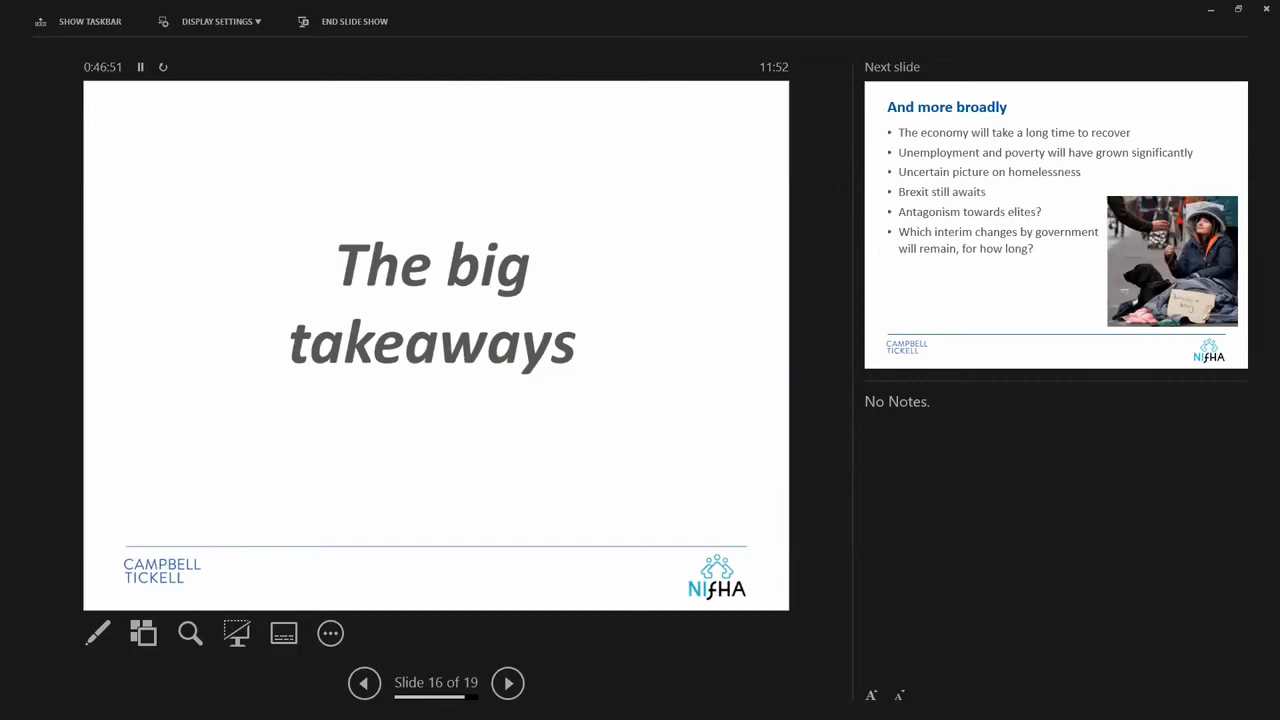 SHOW TASKBAR
DISPLAY SETTINGS ▼
END SLIDE SHOW
0:46:51
11:52
The big
takeaways
CAMPBELL
TICKELL
NIfHA
Slide 16 of 19
Next slide
And more broadly
• The economy will take a long time to recover
• Unemployment and poverty will have grown significantly
• Uncertain picture on homelessness
• Brexit still awaits
• Antagonism towards elites?
• Which interim changes by government
will remain, for how long?
CAMPBELL
TICKELL
NIfHA
No Notes.
A
A